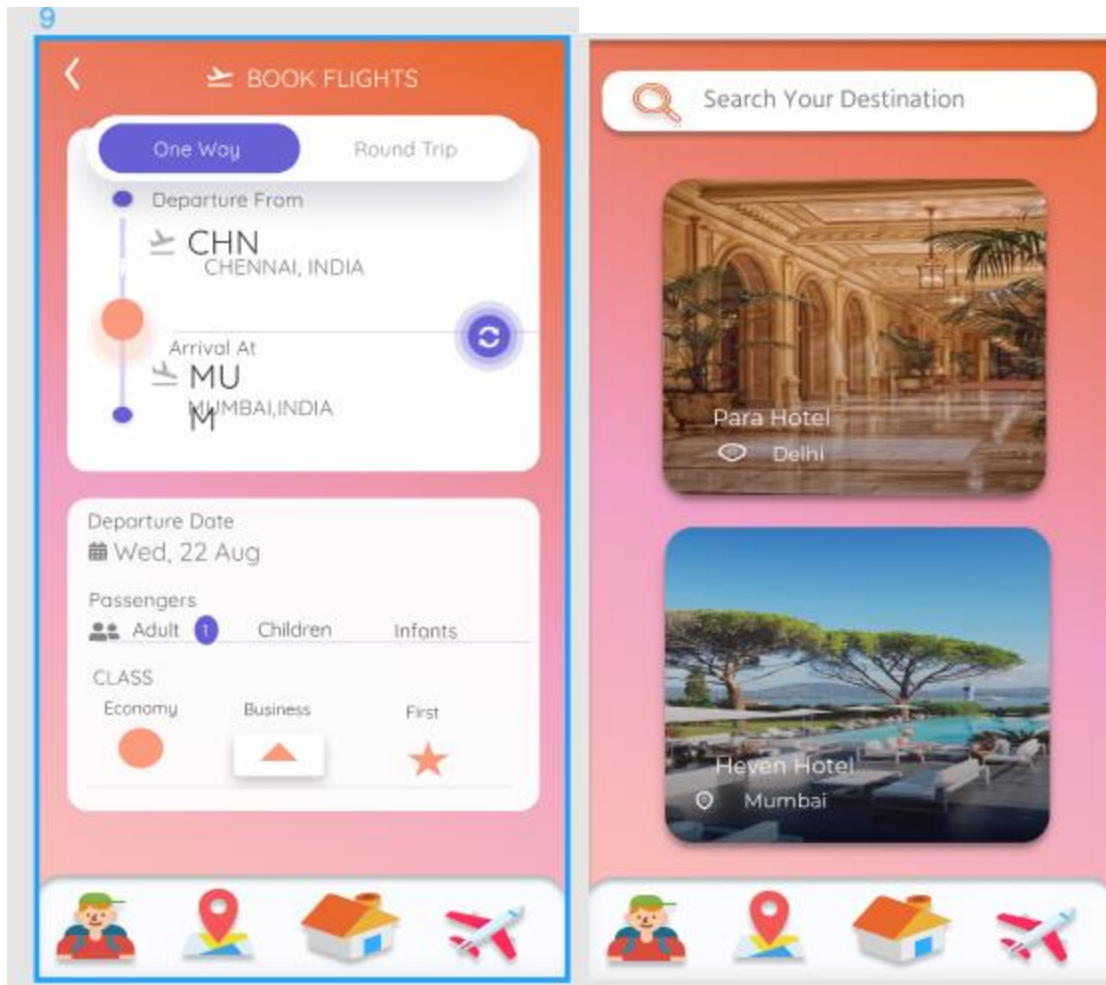 9
BOOK FLIGHTS
One Way
Round Trip
Departure From
CHN
CHENNAI, INDIA
Arrival At
MU
M
MUMBAI,INDIA
Departure Date
Wed, 22 Aug
Passengers
Adult 1 Children Infants
CLASS
Economy Business First
Search Your Destination
Para Hotel
Delhi
Heven Hotel
Mumbai